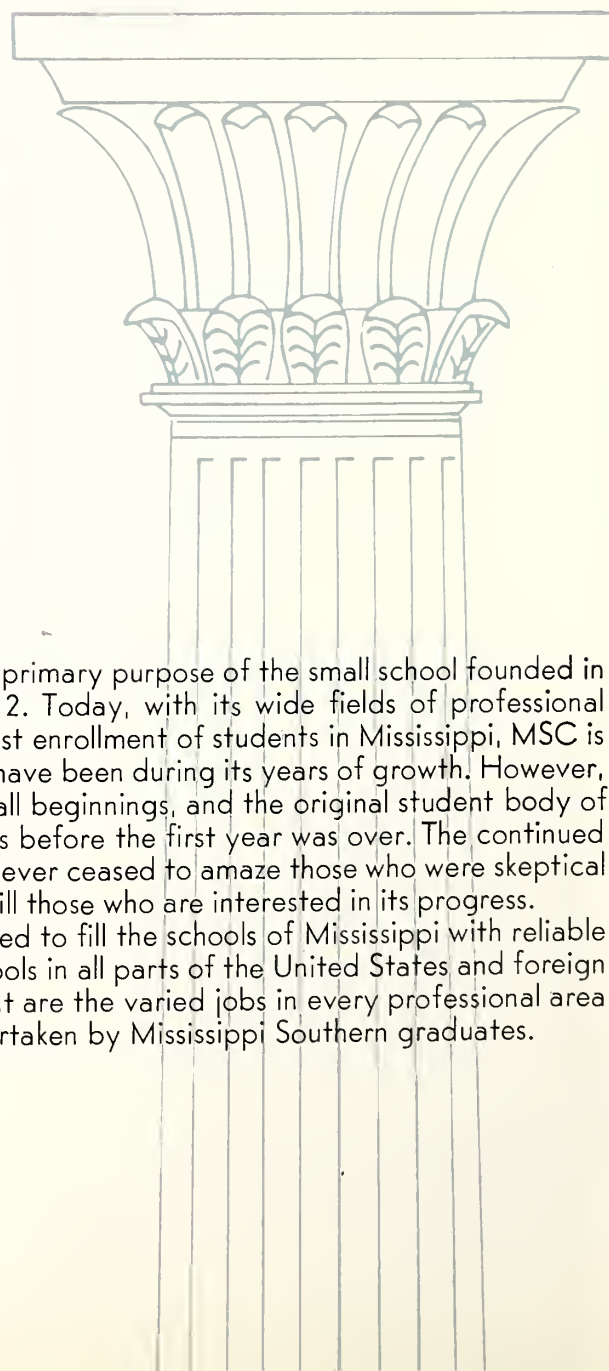 primary purpose of the small school founded in
2. Today, with its wide fields of professional
st enrollment of students in Mississippi, MSC is
have been during its years of growth. However,
all beginnings, and the original student body of
s before the first year was over. The continued
ever ceased to amaze those who were skeptical
ill those who are interested in its progress.
ed to fill the schools of Mississippi with reliable
ools in all parts of the United States and foreign
t are the varied jobs in every professional area
rtaken by Mississippi Southern graduates.